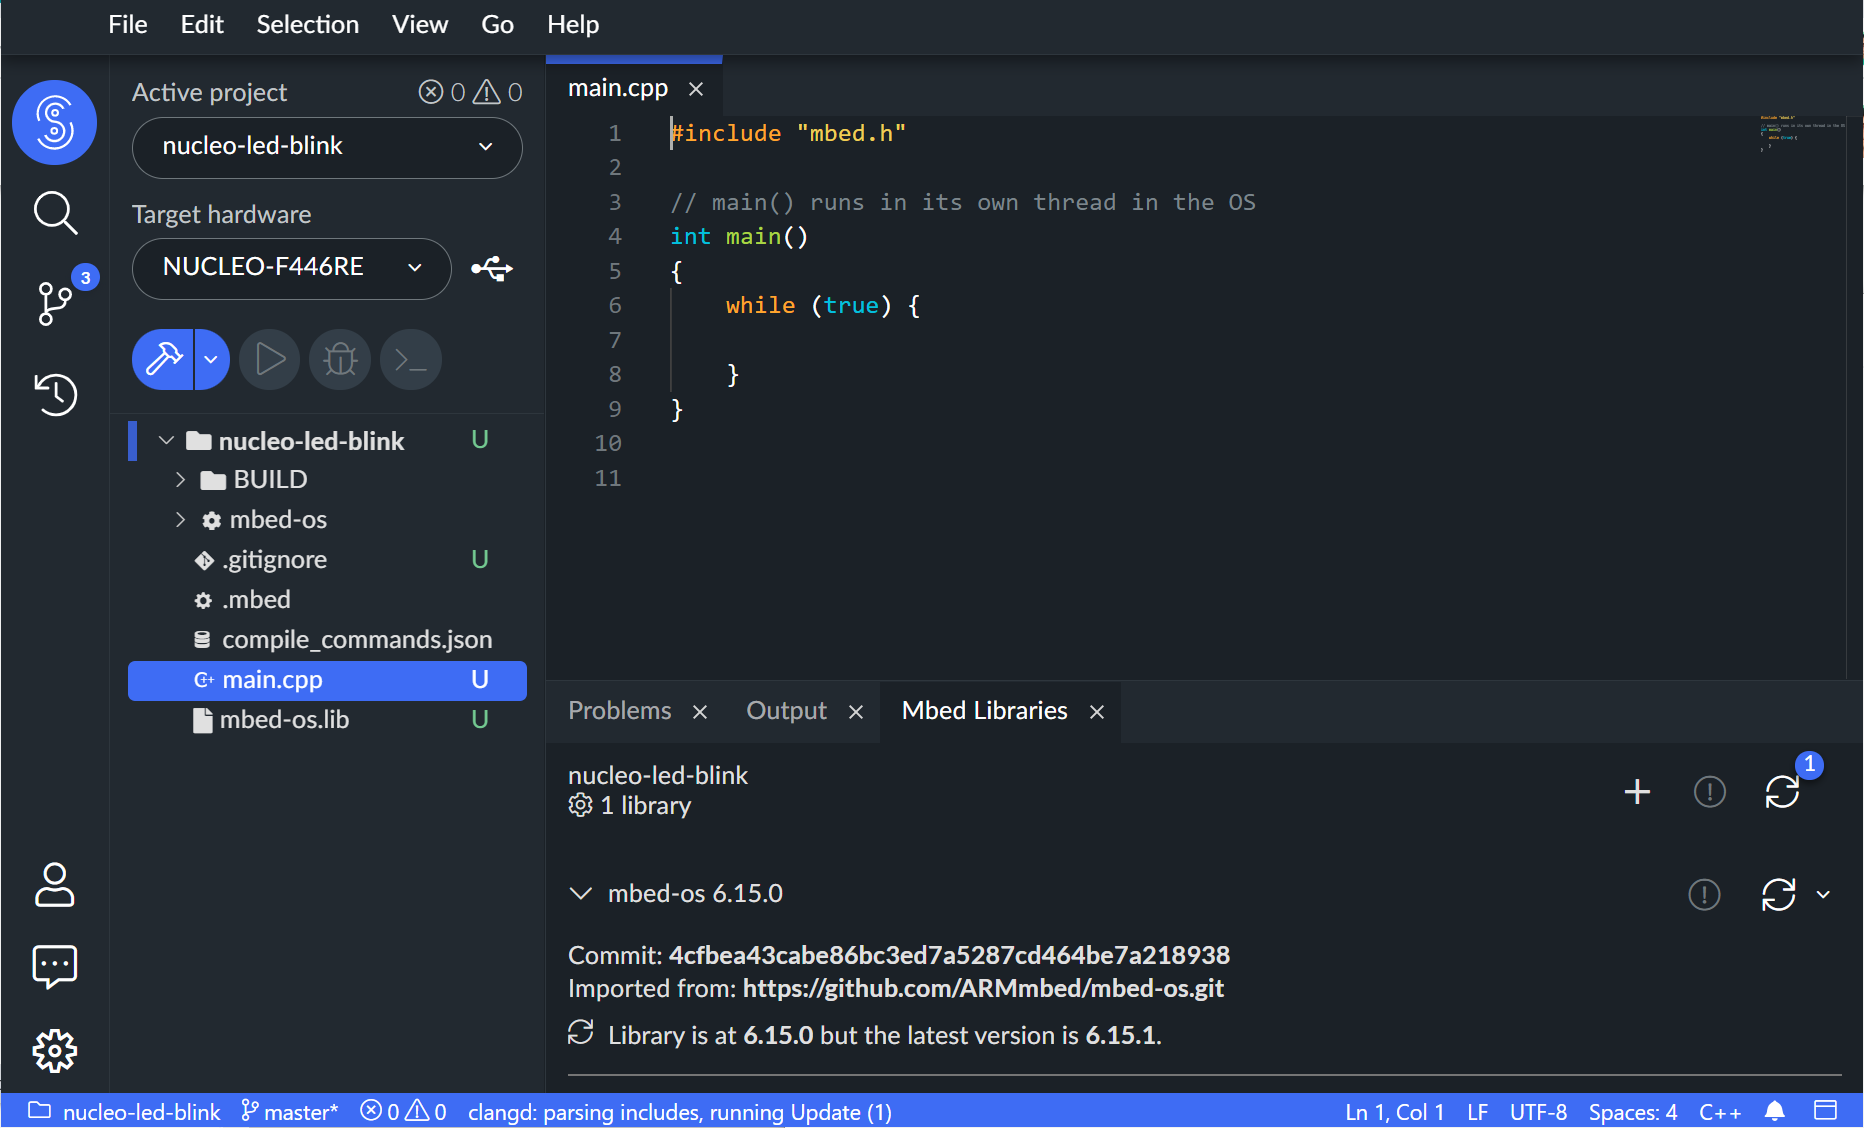 File Edit Selection View Go Help
Active project 0 0
nucleo-led-blink
Target hardware
NUCLEO-F446RE
3
nucleo-led-blink U
BUILD
mbed-os
.gitignore U
.mbed
compile_commands.json
C++ main.cpp U
mbed-os.lib U
main.cpp
1 #include "mbed.h"
2
3 // main() runs in its own thread in the OS
4 int main()
5 {
6 while (true) {
7
8 }
9 }
10
11
Problems Output Mbed Libraries
nucleo-led-blink
1 library
1
mbed-os 6.15.0
Commit: 4cfbea43cabe86bc3ed7a5287cd464be7a218938
Imported from: https://github.com/ARMmbed/mbed-os.git
Library is at 6.15.0 but the latest version is 6.15.1.
nucleo-led-blink master* 0 0 clangd: parsing includes, running Update (1) Ln 1, Col 1 LF UTF-8 Spaces: 4 C++